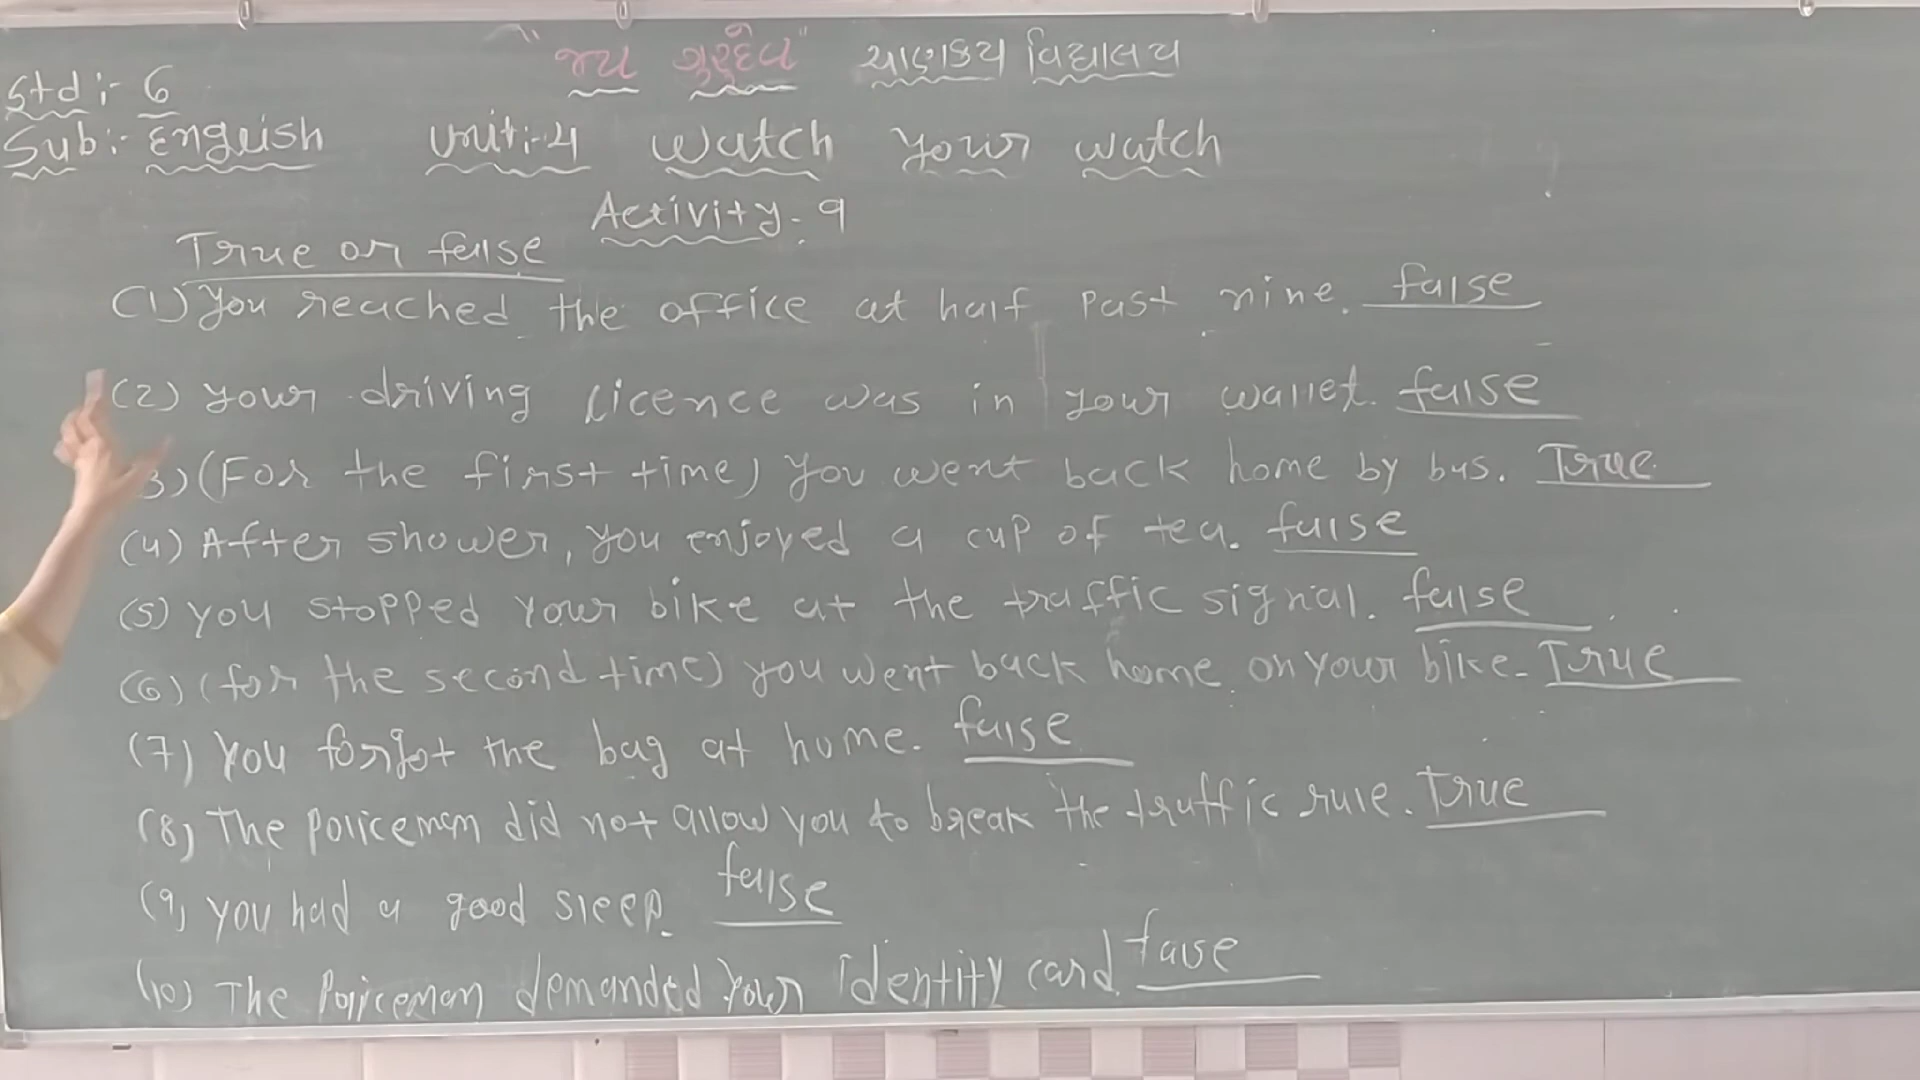 "જય ગુરુદેવ" ચાણક્ય વિદ્યાલય
Std :- 6
Sub :- English Unit :- 4 Watch Your Watch
Activity - 9
True or false
(1) You reached the office at half past nine. false
(2) Your driving Licence was in your wallet. false
(3) (For the first time) You went back home by bus. True
(4) After shower, you enjoyed a cup of tea. false
(5) You stopped your bike at the traffic signal. false
(6) (for the second time) you went back home on your bike. True
(7) You forgot the bag at home. false
(8) The policeman did not allow you to break the traffic rule. True
(9) you had a good sleep. false
(10) The Policeman demanded Your Identity card. false